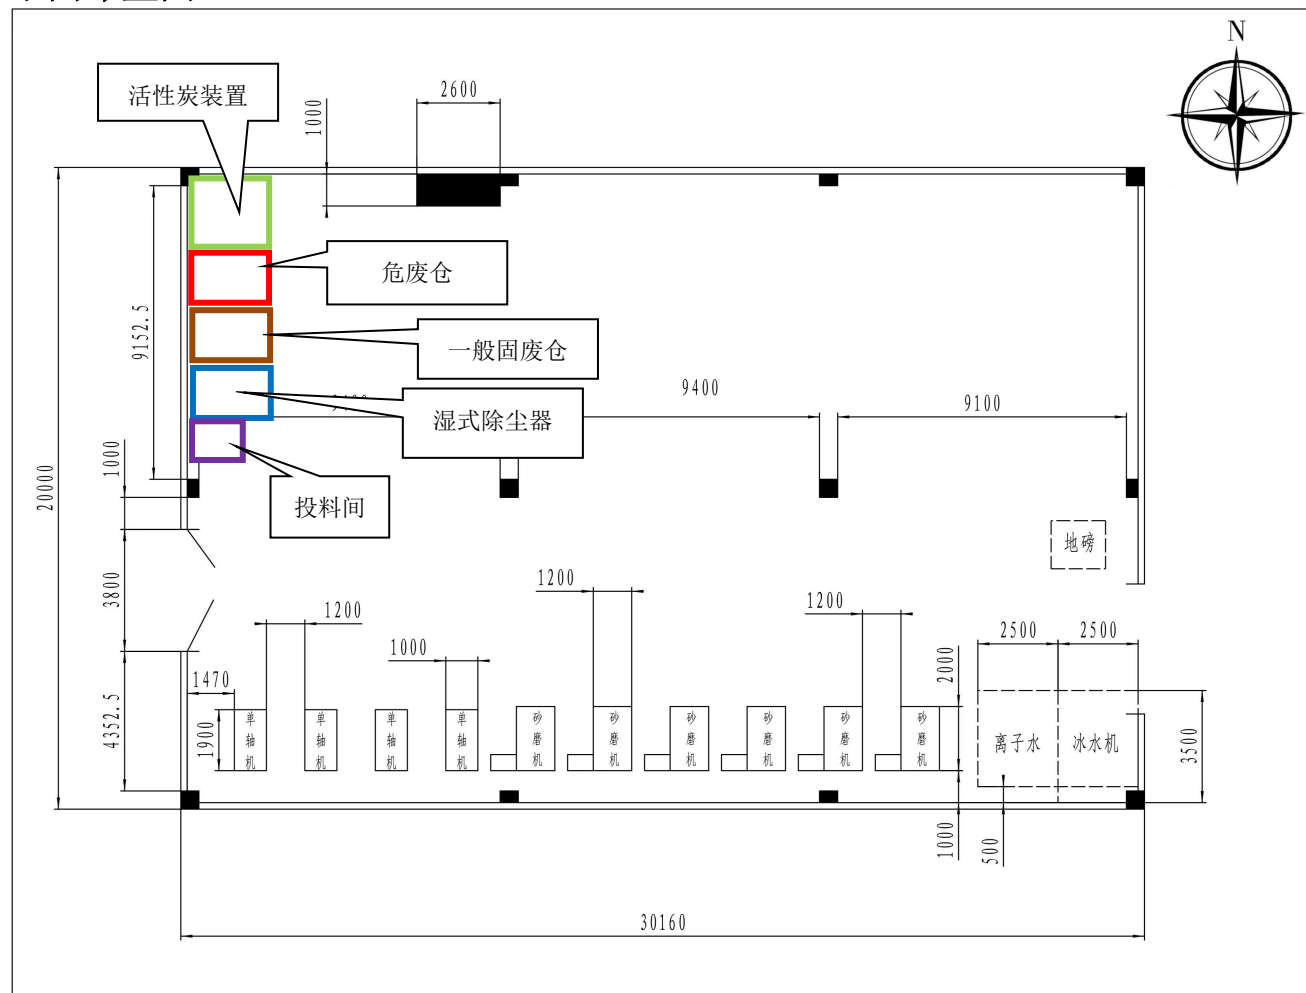 N
活性炭装置
2600
1000
危废仓
9152.5
一般固废仓
9400
9100
湿式除尘器
1000
20000
投料间
地磅
3800
1200
1200
1200
1000
2500
2500
1470
2000
4352.5
1900
单轴机
单轴机
单轴机
单轴机
砂磨机
砂磨机
砂磨机
砂磨机
砂磨机
砂磨机
离子水
冰水机
3500
1000
500
30160